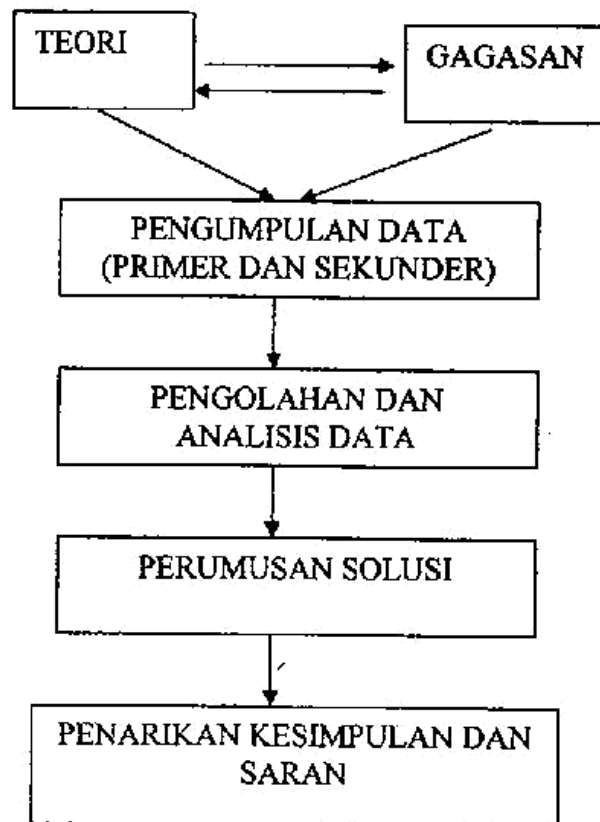 TEORI
GAGASAN
PENGUMPULAN DATA
(PRIMER DAN SEKUNDER)
PENGOLAHAN DAN
ANALISIS DATA
PERUMUSAN SOLUSI
PENARIKAN KESIMPULAN DAN
SARAN